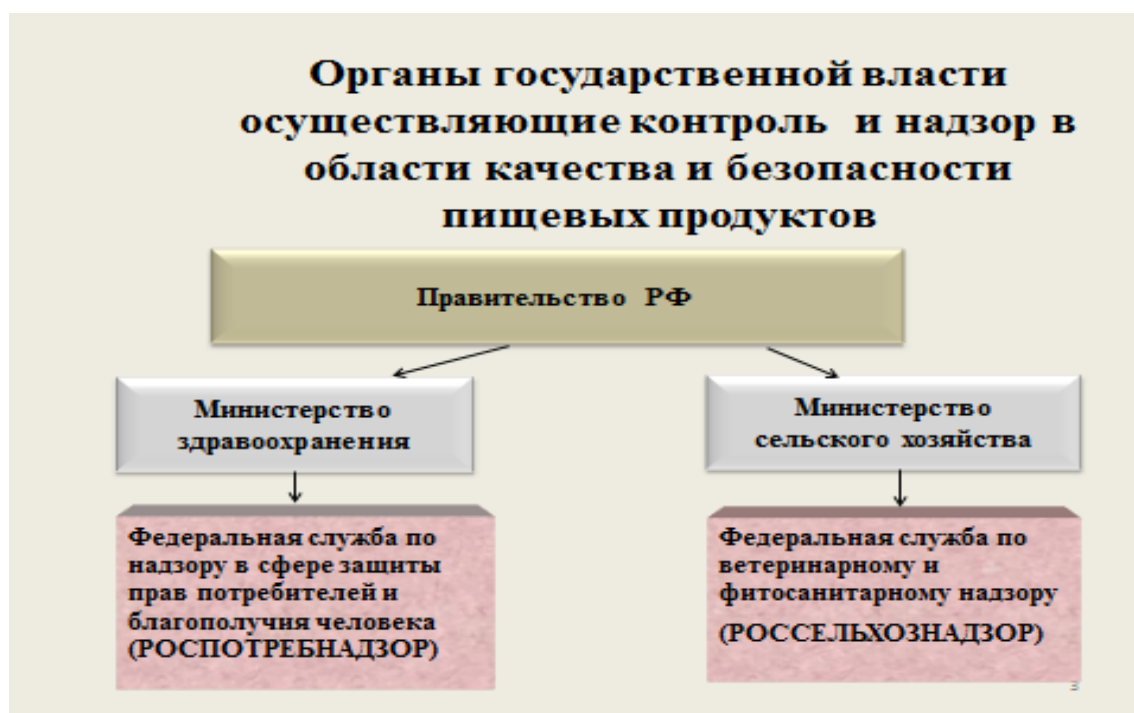 Органы государственной власти
осуществляющие контроль и надзор в
области качества и безопасности
пищевых продуктов
Правительство РФ
Министерство
здравоохранения
Министерство
сельского хозяйства
Федеральная служба по
надзору в сфере защиты
прав потребителей и
благополучия человека
(РОСПОТРЕБНАДЗОР)
Федеральная служба по
ветеринарному и
фитосанитарному надзору
(РОССЕЛЬХОЗНАДЗОР)
3